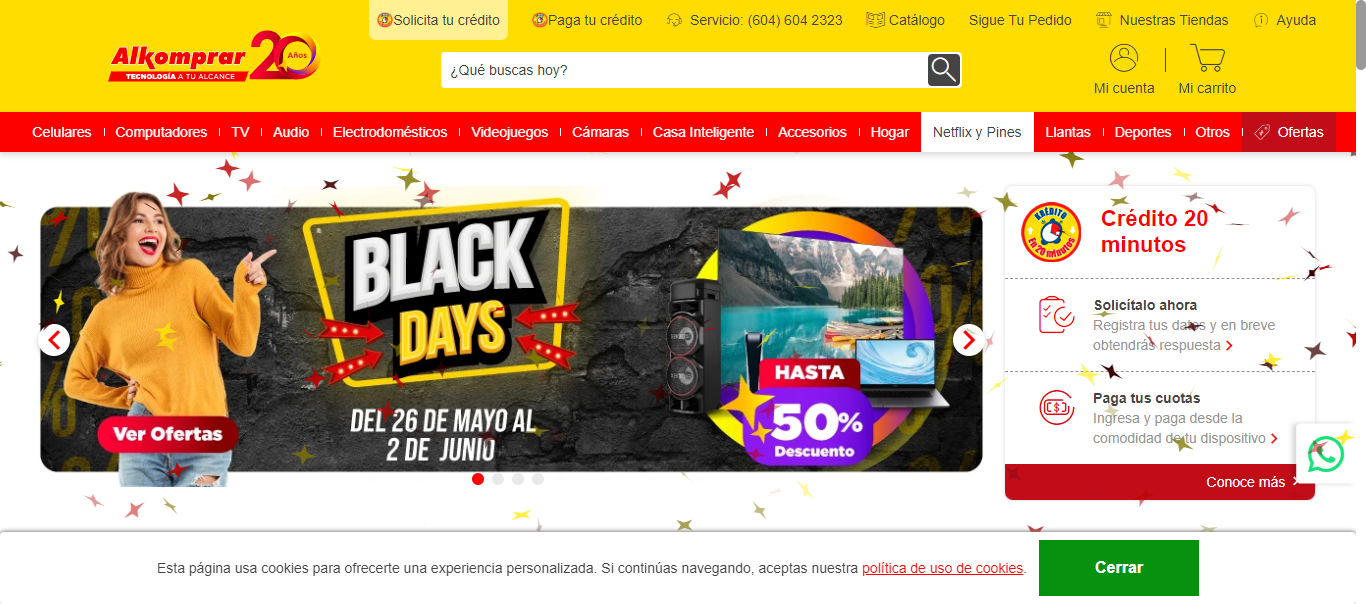 Solicita tu crédito
Paga tu crédito
Servicio: (604) 604 2323
Catálogo
Sigue Tu Pedido
Nuestras Tiendas
Ayuda
Alkomprar 20 Años
TECNOLOGÍA A TU ALCANCE
¿Qué buscas hoy?
Mi cuenta
Mi carrito
Celulares
Computadores
TV
Audio
Electrodomésticos
Videojuegos
Cámaras
Casa Inteligente
Accesorios
Hogar
Netflix y Pines
Llantas
Deportes
Otros
Ofertas
BLACK
DAYS
DEL 26 DE MAYO AL
2 DE JUNIO
Ver Ofertas
HASTA
50%
Descuento
KRÉDITO
En 20 minutos
Crédito 20
minutos
Solicítalo ahora
Registra tus datos y en breve
obtendrás respuesta
Paga tus cuotas
Ingresa y paga desde la
comodidad de tu dispositivo
Conoce más
Esta página usa cookies para ofrecerte una experiencia personalizada. Si continúas navegando, aceptas nuestra política de uso de cookies.
Cerrar